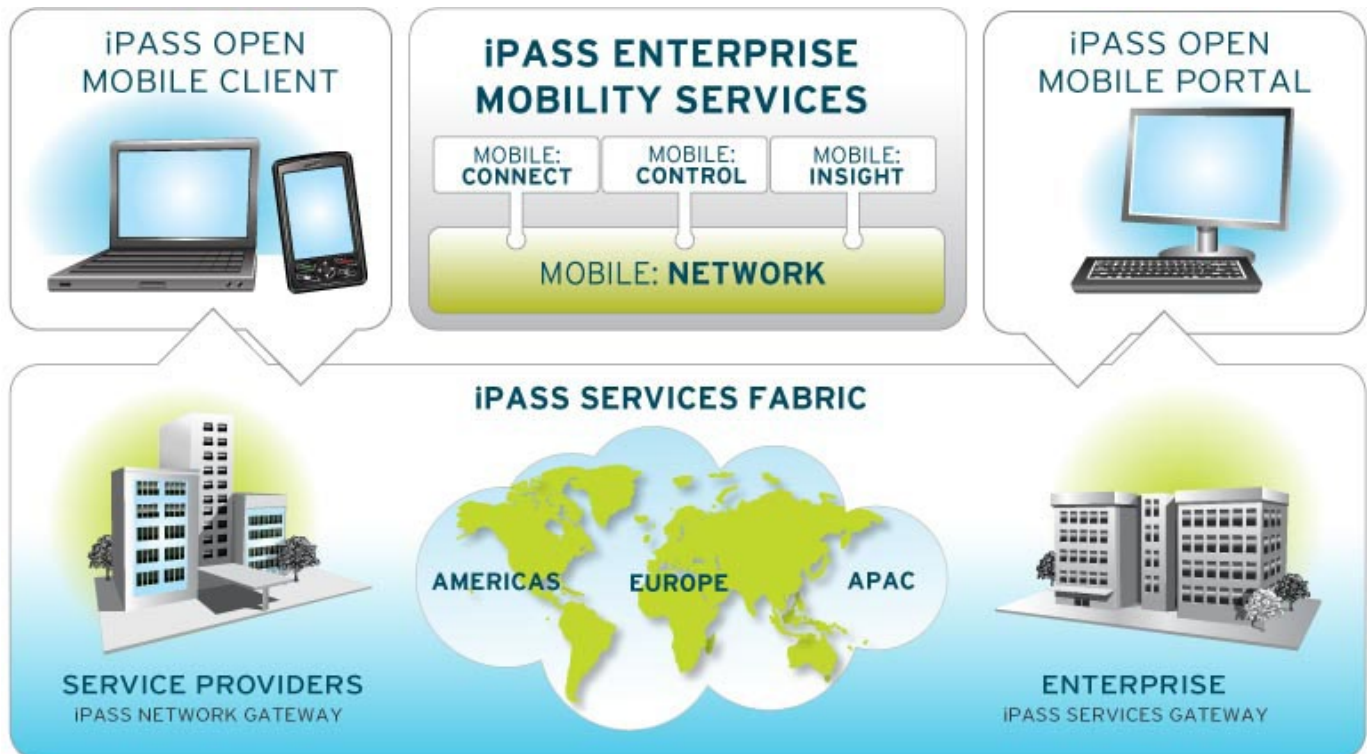 iPASS OPEN
MOBILE CLIENT
iPASS ENTERPRISE
MOBILITY SERVICES
MOBILE:
CONNECT
MOBILE:
CONTROL
MOBILE:
INSIGHT
MOBILE: NETWORK
iPASS OPEN
MOBILE PORTAL
iPASS SERVICES FABRIC
AMERICAS
EUROPE
APAC
SERVICE PROVIDERS
iPASS NETWORK GATEWAY
ENTERPRISE
iPASS SERVICES GATEWAY